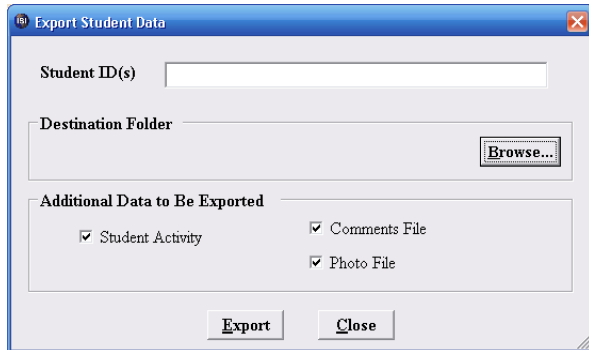 ISI Export Student Data
Student ID(s)
Destination Folder
Browse...
Additional Data to Be Exported
Student Activity
Comments File
Photo File
Export Close